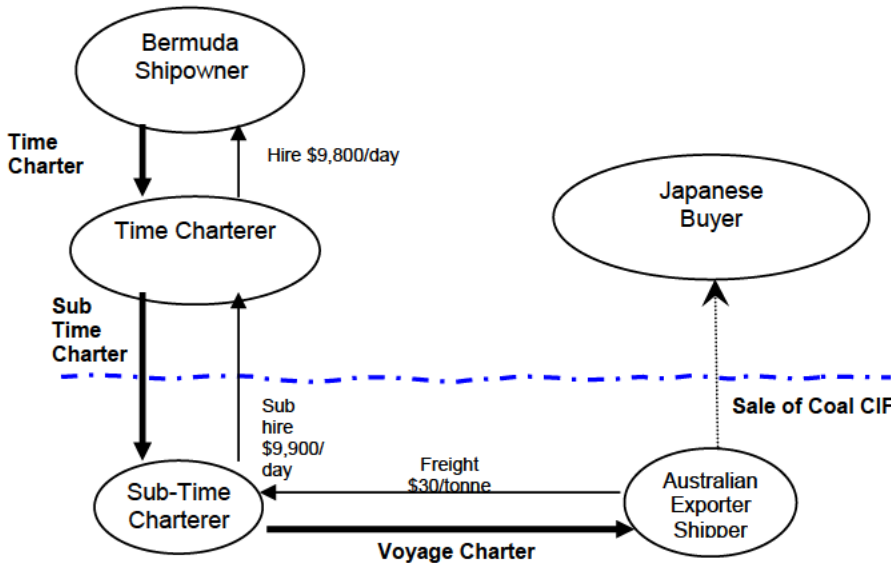 Bermuda
Shipowner
Time
Charter
Hire $9,800/day
Japanese
Buyer
Time Charterer
Sub
Time
Charter
Sale of Coal CIF
Sub
hire
$9,900/
day
Freight
$30/tonne
Sub-Time
Charterer
Australian
Exporter
Shipper
Voyage Charter